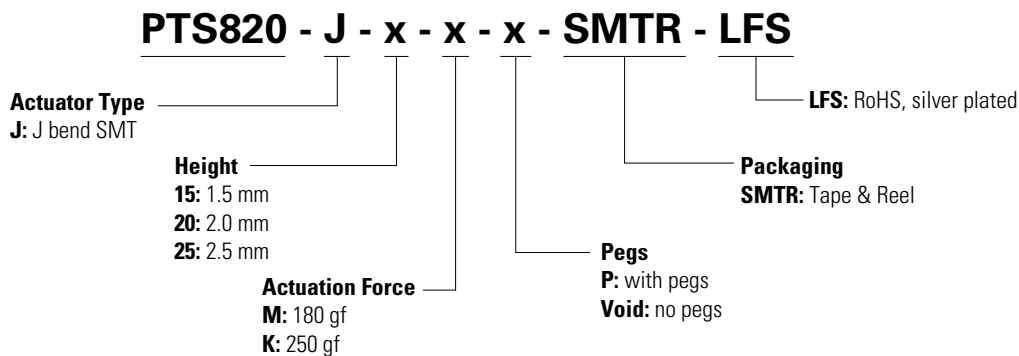 PTS820 - J - x - x - x - SMTR - LFS
Actuator Type
J: J bend SMT
LFS: RoHS, silver plated
Height
15: 1.5 mm
20: 2.0 mm
25: 2.5 mm
Packaging
SMTR: Tape & Reel
Actuation Force
M: 180 gf
K: 250 gf
Pegs
P: with pegs
Void: no pegs